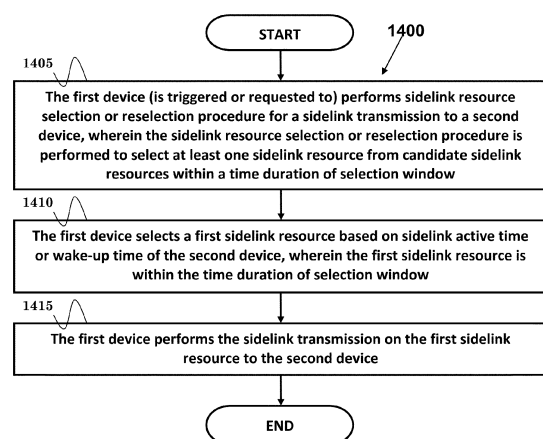 START
1400
1405
The first device (is triggered or requested to) performs sidelink resource
selection or reselection procedure for a sidelink transmission to a second
device, wherein the sidelink resource selection or reselection procedure is
performed to select at least one sidelink resource from candidate sidelink
resources within a time duration of selection window
1410
The first device selects a first sidelink resource based on sidelink active time
or wake-up time of the second device, wherein the first sidelink resource is
within the time duration of selection window
1415
The first device performs the sidelink transmission on the first sidelink
resource to the second device
END